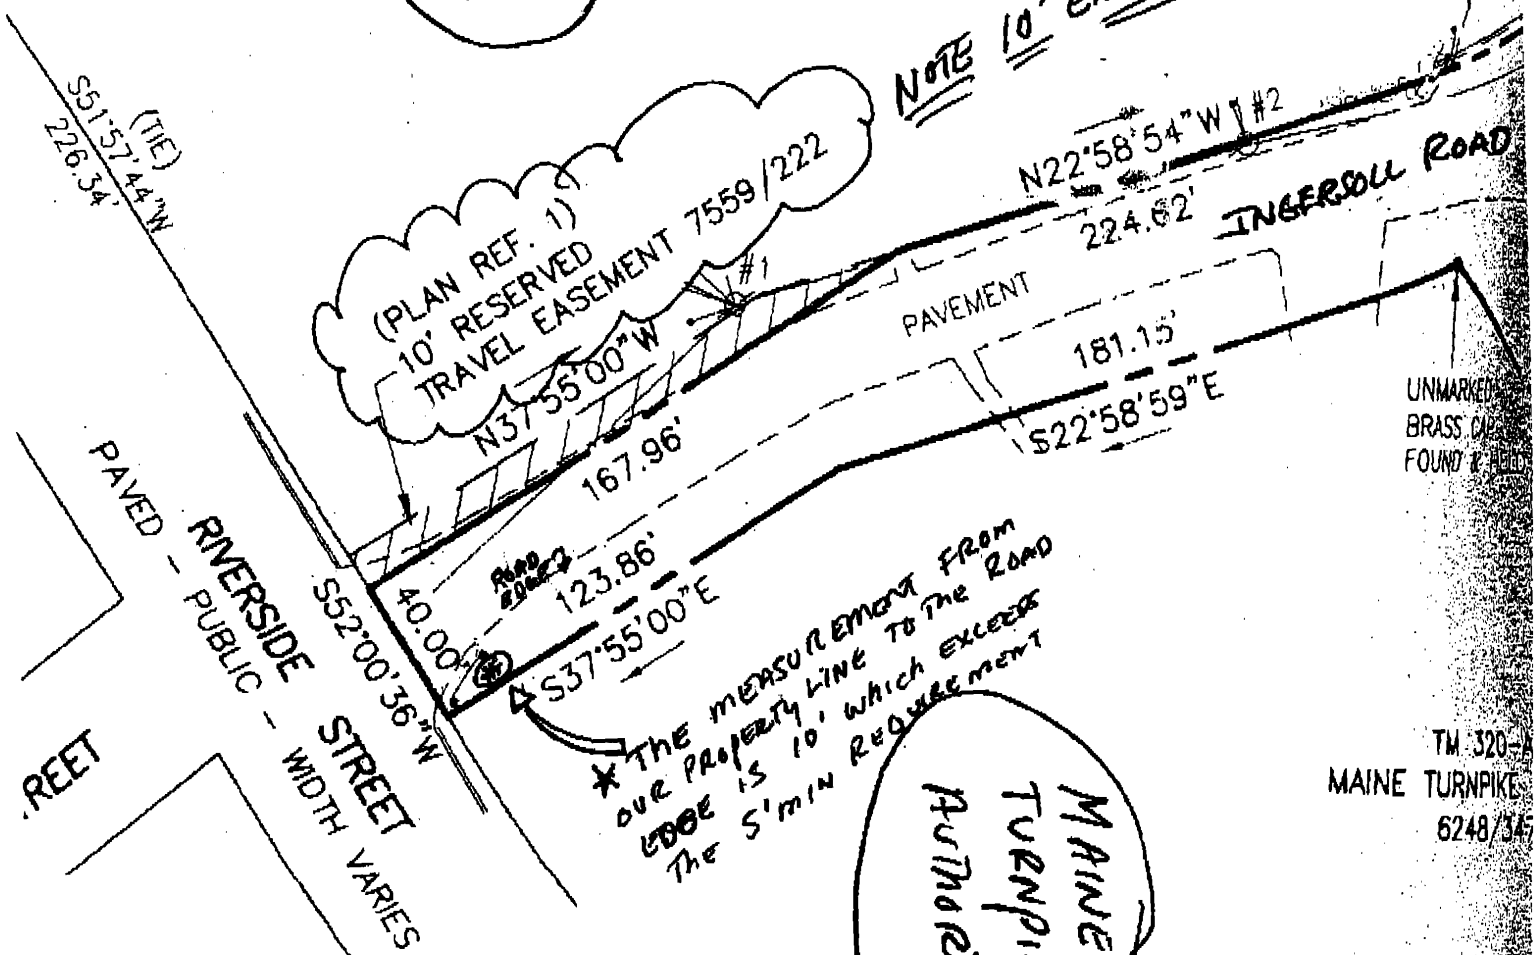 NOTE 10'
(TIE)
S51°57'44"W
226.34'
(PLAN REF. 1)
10' RESERVED
TRAVEL EASEMENT 7559/222
#1
N37°55'00"W
167.96'
N22°58'54"W
#2
224.62'
INGERSOLL ROAD
PAVEMENT
181.15'
S22°58'59"E
UNMARKED
BRASS CAP
FOUND & HELD
PAVED - PUBLIC - WIDTH VARIES
RIVERSIDE STREET
S52°00'36"W
40.00'
ROAD
EDGE
123.86'
S37°55'00"E
* THE MEASUREMENT FROM
OUR PROPERTY LINE TO THE ROAD
EDGE IS 10' which EXCEEDS
The 5' MIN REQUIREMENT
REET
MAINE
TURNPI
AuThoR
TM 320-A
MAINE TURNPIKE
6248/347